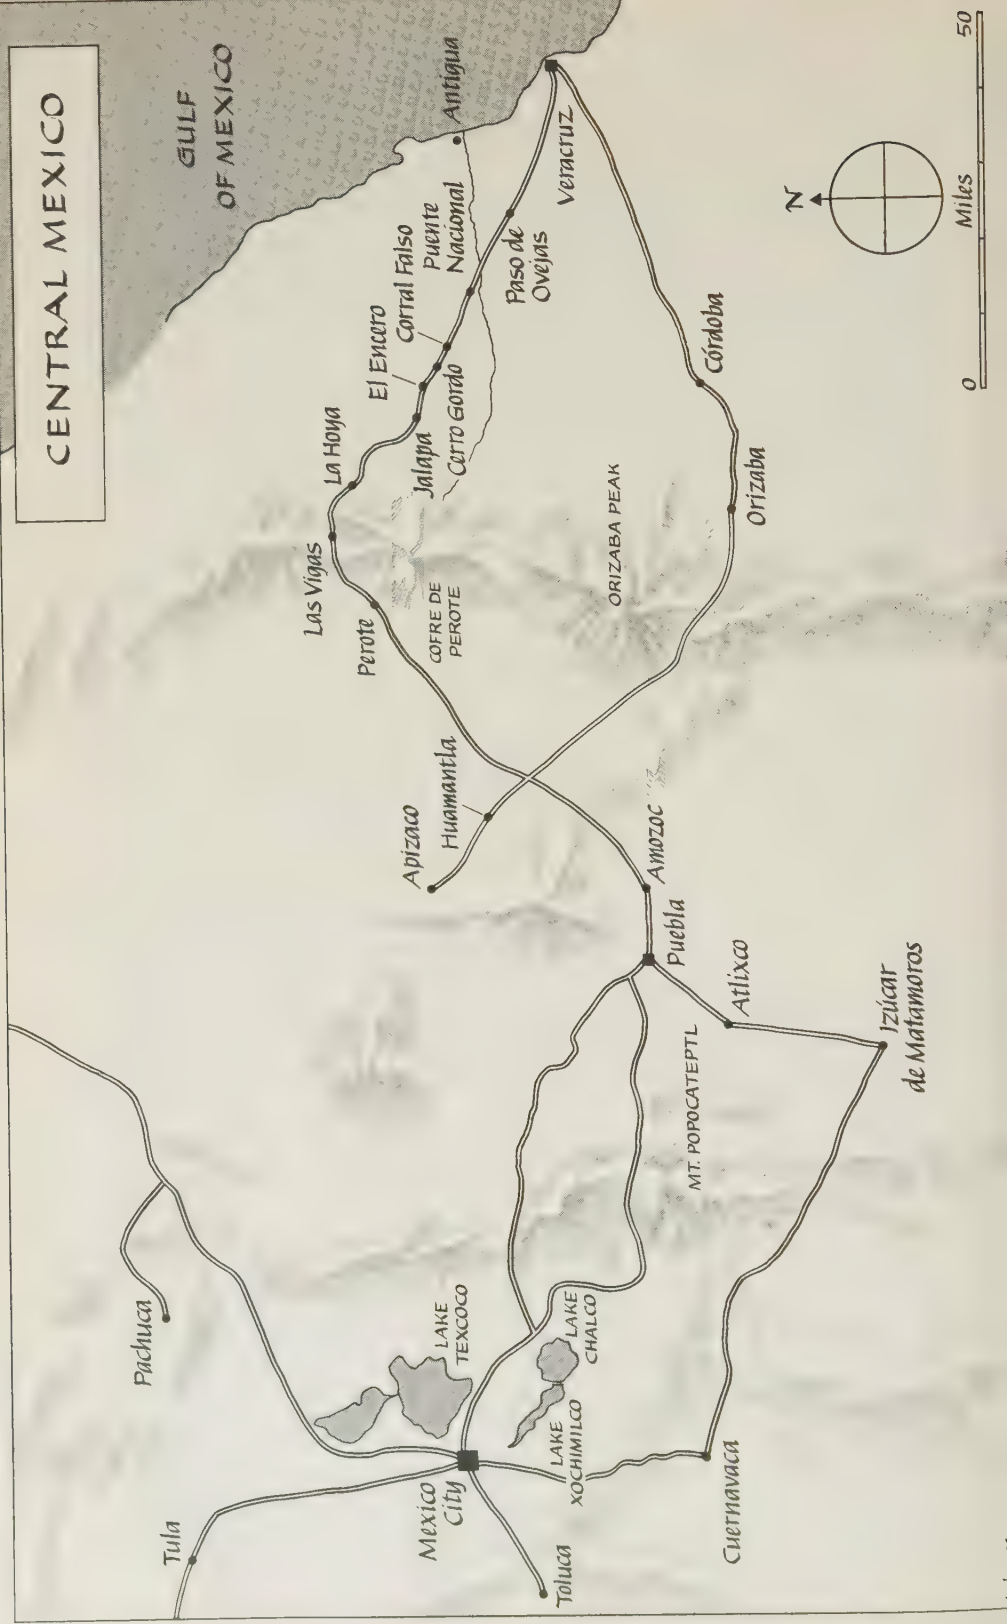 CENTRAL MEXICO
GULF
OF MEXICO
Tula
Pachuca
Mexico
City
Toluca
LAKE
TEXCOCO
LAKE
CHALCO
LAKE
XOCHIMILCO
Cuernavaca
MT. POPOCATEPTL
Izúcar
de Matamoros
Atlixco
Puebla
Amozoc
Apizaco
Huamantla
Perote
Las Vigas
La Hoya
COFRE DE
PEROTE
Jalapa
Cerro Gordo
El Encero
Corral Falso
Puente
Nacional
Antigua
Paso de
Ovejas
Veracruz
ORIZABA PEAK
Orizaba
Córdoba
N
0
50
Miles